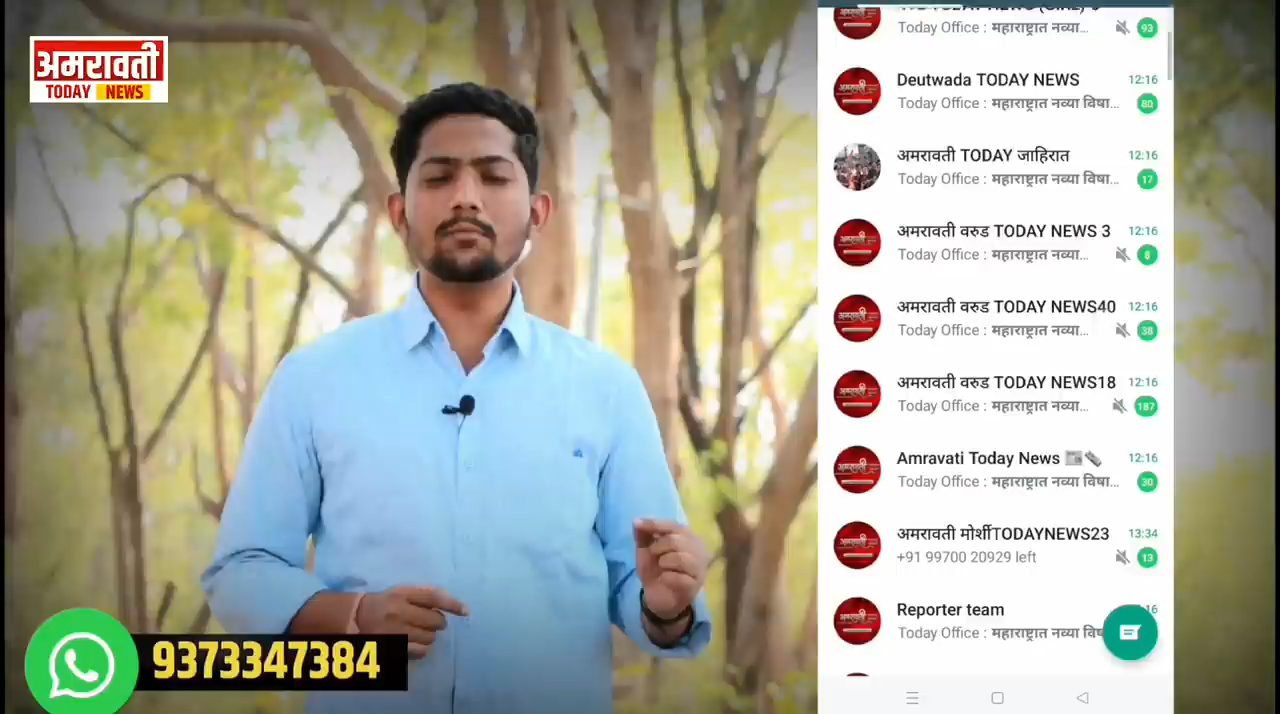 अमरावती
TODAY NEWS
Today Office : महाराष्ट्रात नव्या...
93
Deutwada TODAY NEWS
12:16
Today Office : महाराष्ट्रात नव्या विषा...
80
अमरावती TODAY जाहिरात
12:16
Today Office : महाराष्ट्रात नव्या विषा...
17
अमरावती वरुड TODAY NEWS 3
12:16
Today Office : महाराष्ट्रात नव्या...
8
अमरावती वरुड TODAY NEWS40
12:16
Today Office : महाराष्ट्रात नव्या...
38
अमरावती वरुड TODAY NEWS18
12:16
Today Office : महाराष्ट्रात नव्या...
187
Amravati Today News
12:16
Today Office : महाराष्ट्रात नव्या विषा...
30
अमरावती मोर्शीTODAYNEWS23
13:34
+91 99700 20929 left
13
Reporter team
Today Office : महाराष्ट्रात नव्या वि
9373347384